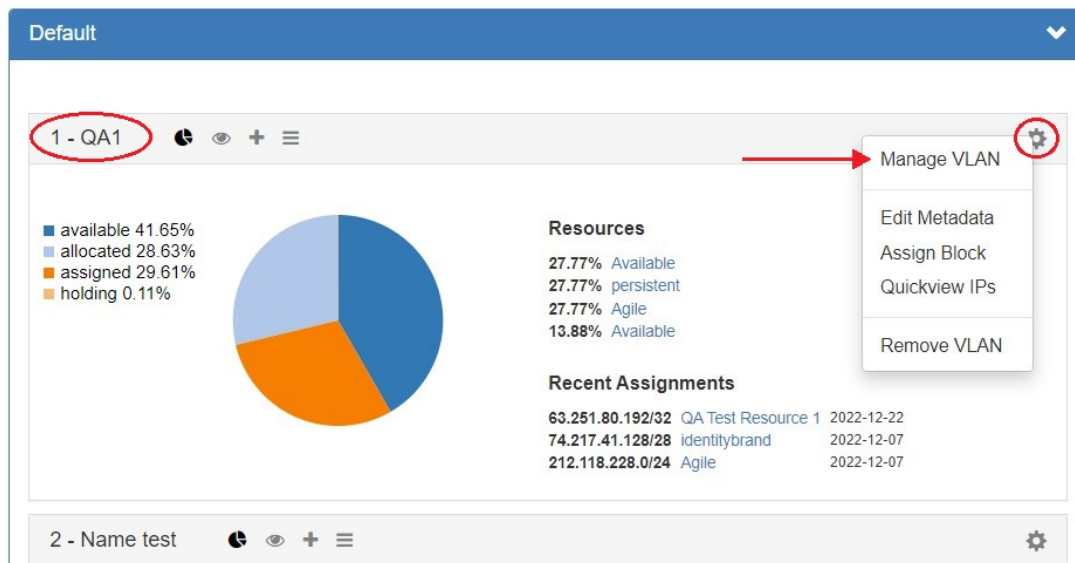 Default
1 - QA1
Manage VLAN
Edit Metadata
Assign Block
Quickview IPs
Remove VLAN
available 41.65%
allocated 28.63%
assigned 29.61%
holding 0.11%
Resources
27.77% Available
27.77% persistent
27.77% Agile
13.88% Available
Recent Assignments
63.251.80.192/32 QA Test Resource 1 2022-12-22
74.217.41.128/28 identitybrand 2022-12-07
212.118.228.0/24 Agile 2022-12-07
2 - Name test